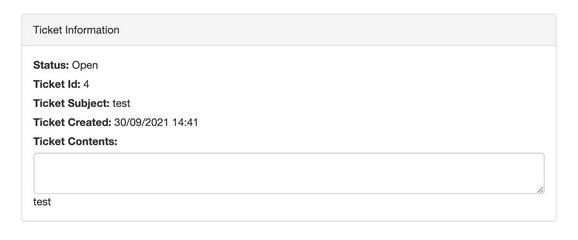 Ticket Information
Status: Open
Ticket Id: 4
Ticket Subject: test
Ticket Created: 30/09/2021 14:41
Ticket Contents:
test